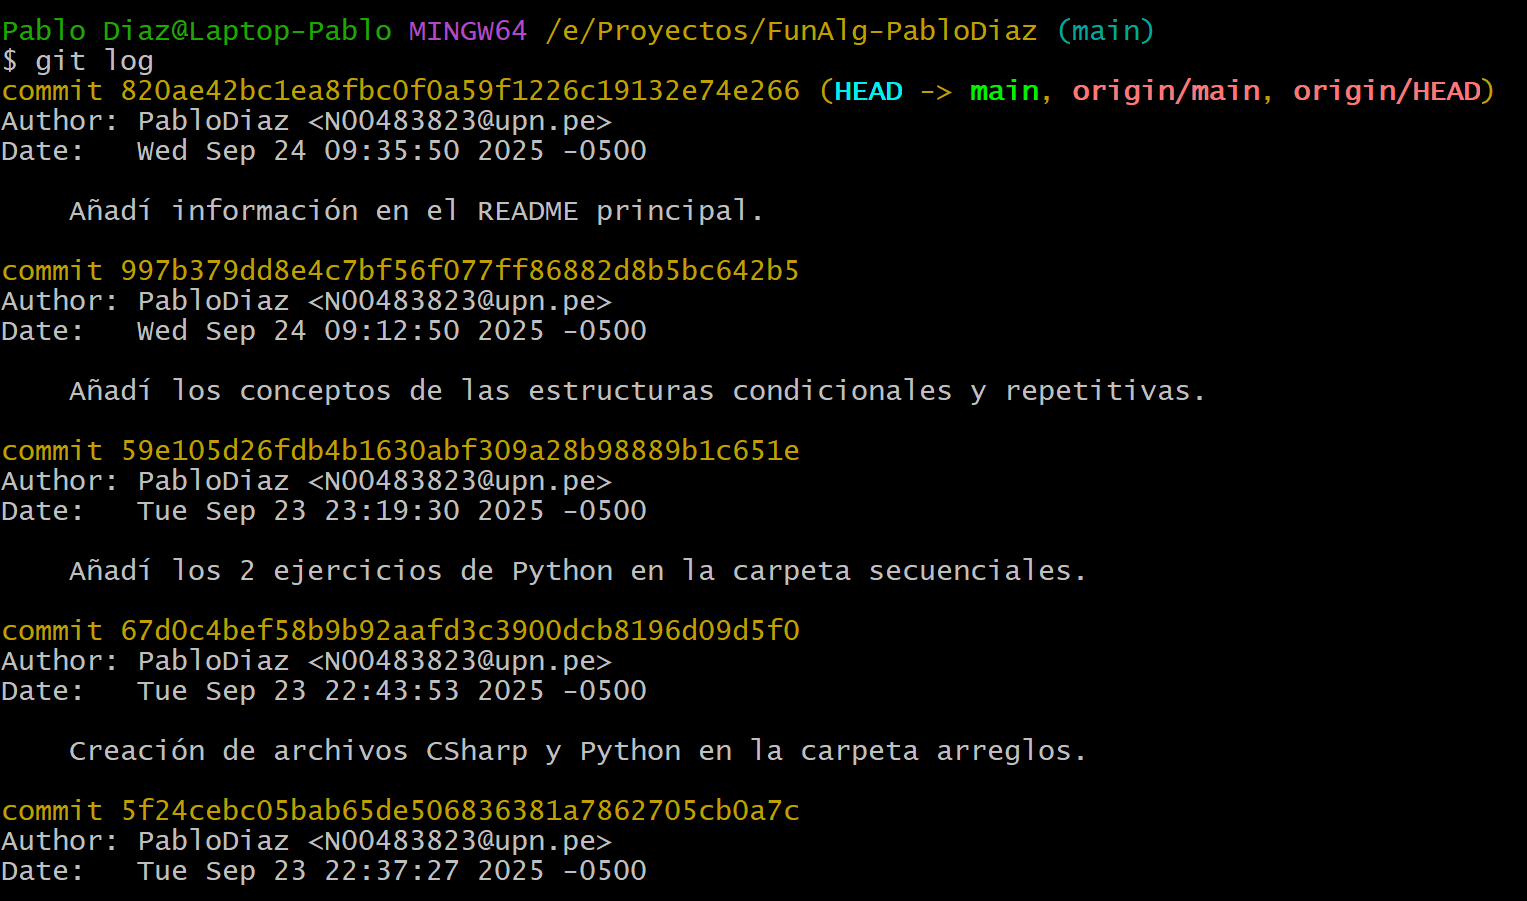 Pablo Diaz@Laptop-Pablo MINGW64 /e/Proyectos/FunAlg-PabloDiaz (main)
$ git log
commit 820ae42bc1ea8fbc0f0a59f1226c19132e74e266 (HEAD -> main, origin/main, origin/HEAD)
Author: PabloDiaz <N00483823@upn.pe>
Date:   Wed Sep 24 09:35:50 2025 -0500
    Añadí información en el README principal.
commit 997b379dd8e4c7bf56f077ff86882d8b5bc642b5
Author: PabloDiaz <N00483823@upn.pe>
Date:   Wed Sep 24 09:12:50 2025 -0500
    Añadí los conceptos de las estructuras condicionales y repetitivas.
commit 59e105d26fdb4b1630abf309a28b98889b1c651e
Author: PabloDiaz <N00483823@upn.pe>
Date:   Tue Sep 23 23:19:30 2025 -0500
    Añadí los 2 ejercicios de Python en la carpeta secuenciales.
commit 67d0c4bef58b9b92aafd3c3900dcb8196d09d5f0
Author: PabloDiaz <N00483823@upn.pe>
Date:   Tue Sep 23 22:43:53 2025 -0500
    Creación de archivos CSharp y Python en la carpeta arreglos.
commit 5f24cebc05bab65de506836381a7862705cb0a7c
Author: PabloDiaz <N00483823@upn.pe>
Date:   Tue Sep 23 22:37:27 2025 -0500